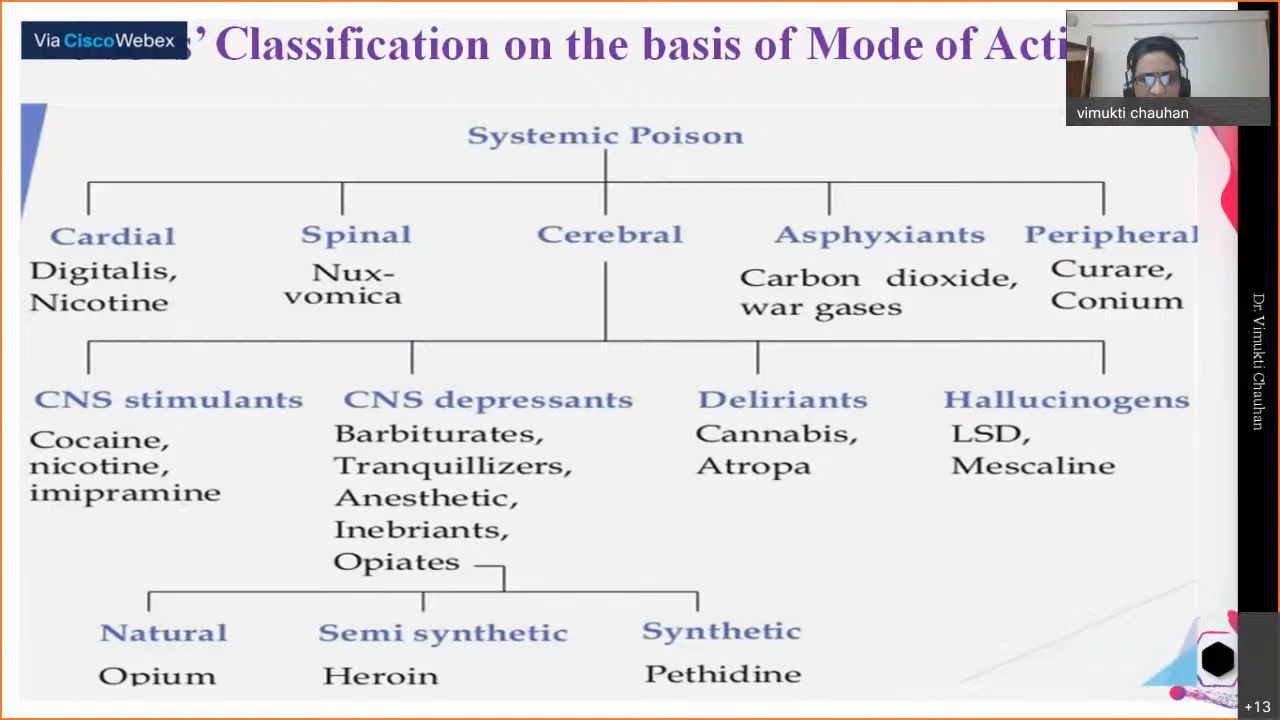 Via Cisco Webex
Classification on the basis of Mode of
vimukti chauhan
Systemic Poison
Cardial
Digitalis,
Nicotine
Spinal
Nux-
vomica
Cerebral
Asphyxiants
Carbon dioxide,
war gases
Peripheral
Curare,
Conium
CNS stimulants
Cocaine,
nicotine,
imipramine
CNS depressants
Barbiturates,
Tranquillizers,
Anesthetic,
Inebriants,
Opiates
Deliriants
Cannabis,
Atropa
Hallucinogens
LSD,
Mescaline
Natural
Opium
Semi synthetic
Heroin
Synthetic
Pethidine
Dr. Vimukti Chauhan
+13